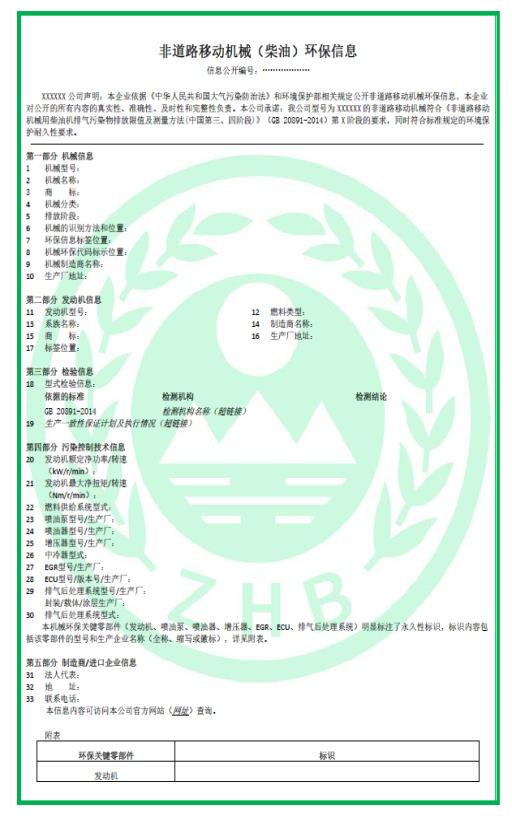 非道路移动机械（柴油）环保信息
信息公开编号：………………
XXXXXX 公司声明：本企业依据《中华人民共和国大气污染防治法》和环境保护部相关规定公开非道路移动机械环保信息，本企业
对公开的所有内容的真实性、准确性、及时性和完整性负责。本公司承诺：我公司型号为 XXXXXX 的非道路移动机械符合《非道路移动
机械用柴油机排气污染物排放限值及测量方法(中国第三、四阶段)》（GB 20891-2014）第 X 阶段的要求，同时符合标准规定的环境保
护耐久性要求。
第一部分 机械信息
1 机械型号：
2 机械名称：
3 商 标：
4 机械分类：
5 排放阶段：
6 机械的识别方法和位置：
7 环保信息标签位置：
8 机械环保代码标示位置：
9 机械制造商名称：
10 生产厂地址：
第二部分 发动机信息
11 发动机型号： 12 燃料类型：
13 系族名称： 14 制造商名称：
15 商 标： 16 生产厂地址：
17 标签位置：
第三部分 检验信息
18 型式检验信息：
依据的标准 检测机构 检测结论
GB 20891-2014 检测机构名称（超链接）
19 生产一致性保证计划及执行情况（超链接）
第四部分 污染控制技术信息
20 发动机额定净功率/转速
（kW/r/min）：
21 发动机最大净扭矩/转速
（Nm/r/min）：
22 燃料供给系统型式：
23 喷油泵型号/生产厂：
24 喷油器型号/生产厂：
25 增压器型号/生产厂：
26 中冷器型式：
27 EGR型号/生产厂：
28 ECU型号/版本号/生产厂：
29 排气后处理系统型号/生产厂：
封装/载体/涂层生产厂：
30 排气后处理系统型式：
本机械环保关键零部件（发动机、喷油泵、喷油器、增压器、EGR、ECU、排气后处理系统）明显标注了永久性标识，标识内容包
括该零部件的型号和生产企业名称（全称、缩写或徽标），详见附表。
第五部分 制造商/进口企业信息
31 法人代表：
32 地 址：
33 联系电话：
本信息内容可访问本公司官方网站（网址）查询。
附表
环保关键零部件 标识
发动机
ZHB